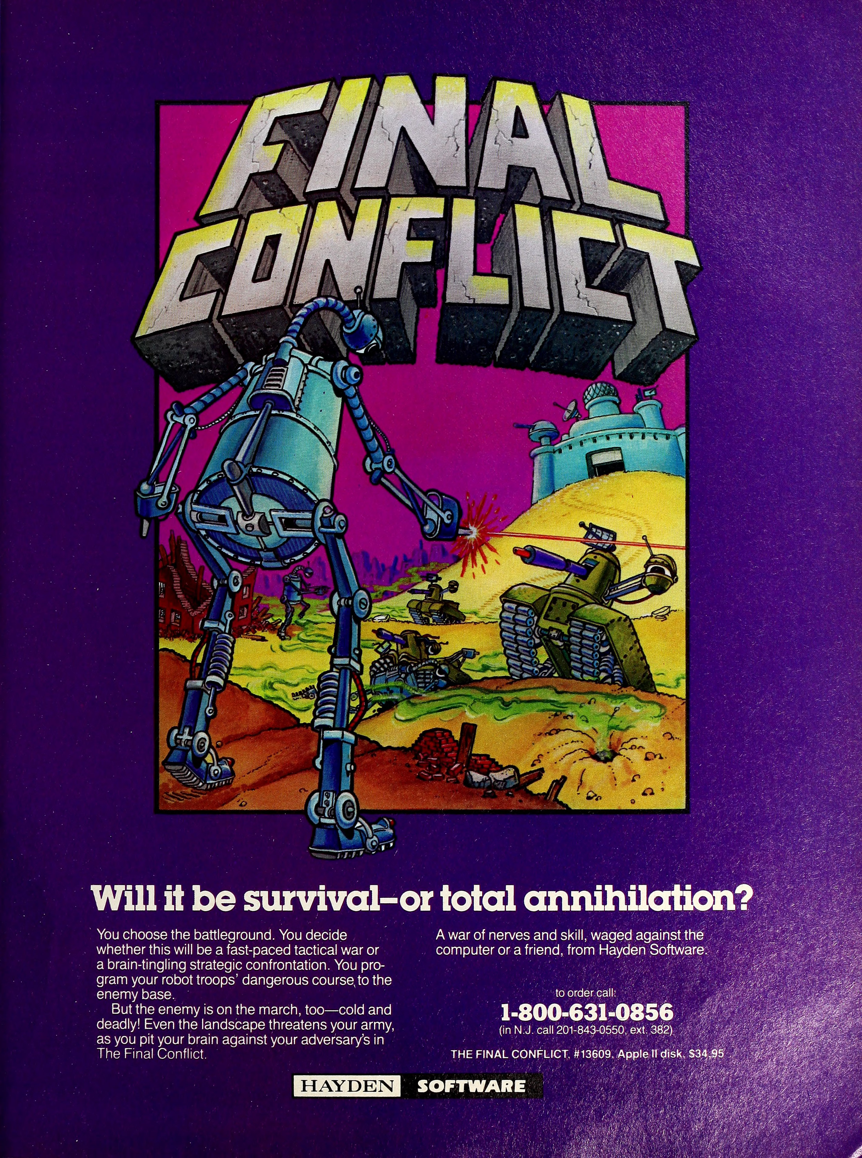 FINAL
CONFLICT
Will it be survival–or total annihilation?
You choose the battleground. You decide
whether this will be a fast-paced tactical war or
a brain-tingling strategic confrontation. You pro-
gram your robot troops' dangerous course to the
enemy base.
But the enemy is on the march, too—cold and
deadly! Even the landscape threatens your army,
as you pit your brain against your adversary's in
The Final Conflict.
A war of nerves and skill, waged against the
computer or a friend, from Hayden Software.
to order call:
1-800-631-0856
(in N.J. call 201-843-0550, ext. 382)
THE FINAL CONFLICT, #13609, Apple II disk, $34.95
HAYDEN SOFTWARE